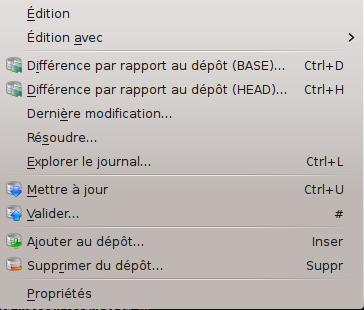 Édition
Édition avec
Différence par rapport au dépôt (BASE)... Ctrl+D
Différence par rapport au dépôt (HEAD)... Ctrl+H
Dernière modification...
Résoudre...
Explorer le journal... Ctrl+L
Mettre à jour Ctrl+U
Valider... #
Ajouter au dépôt... Inser
Supprimer du dépôt... Suppr
Propriétés